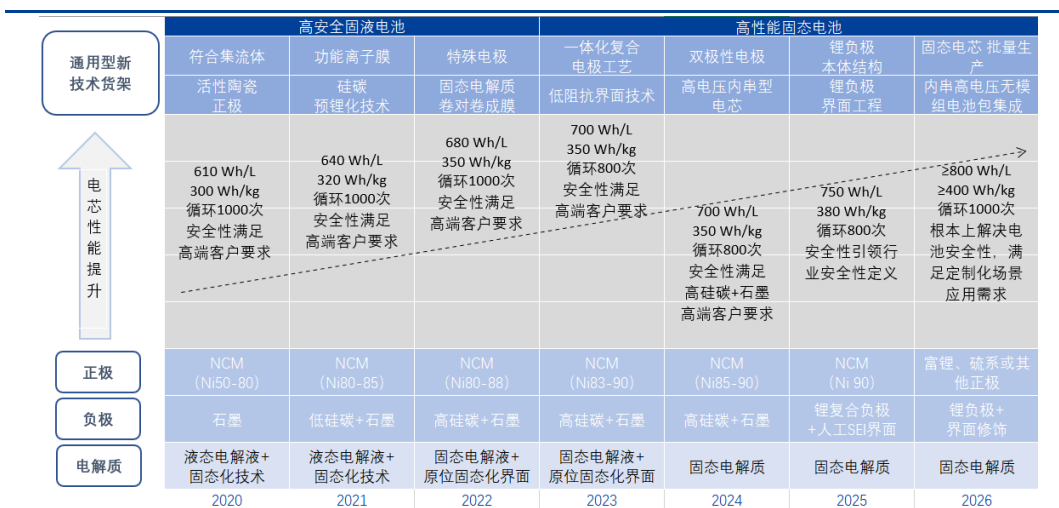 高安全固液电池
高性能固态电池
通用型新
技术货架
符合集流体
功能离子膜
特殊电极
一体化复合
电极工艺
双极性电极
锂负极
本体结构
固态电芯 批量生
产
活性陶瓷
正极
硅碳
预锂化技术
固态电解质
卷对卷成膜
低阻抗界面技术
高电压内串型
电芯
锂负极
界面工程
内串高电压无模
组电池包集成
电芯性能提升
610 Wh/L
300 Wh/kg
循环1000次
安全性满足
高端客户要求
640 Wh/L
320 Wh/kg
循环1000次
安全性满足
高端客户要求
680 Wh/L
350 Wh/kg
循环1000次
安全性满足
高端客户要求
700 Wh/L
350 Wh/kg
循环800次
安全性满足
高端客户要求
700 Wh/L
350 Wh/kg
循环800次
安全性满足
高硅碳+石墨
高端客户要求
750 Wh/L
380 Wh/kg
循环800次
安全性引领行
业安全性定义
≥800 Wh/L
≥400 Wh/kg
循环1000次
根本上解决电
池安全性，满
足定制化场景
应用需求
正极
NCM
（Ni50-80）
NCM
（Ni80-85）
NCM
（Ni80-88）
NCM
（Ni83-90）
NCM
（Ni85-90）
NCM
（Ni 90）
富锂、硫系或其
他正极
负极
石墨
低硅碳+石墨
高硅碳+石墨
高硅碳+石墨
高硅碳+石墨
锂复合负极
+人工SEI界面
锂负极+
界面修饰
电解质
液态电解液+
固态化技术
液态电解液+
固态化技术
固态电解液+
原位固态化界面
固态电解液+
原位固态化界面
固态电解质
固态电解质
固态电解质
2020
2021
2022
2023
2024
2025
2026